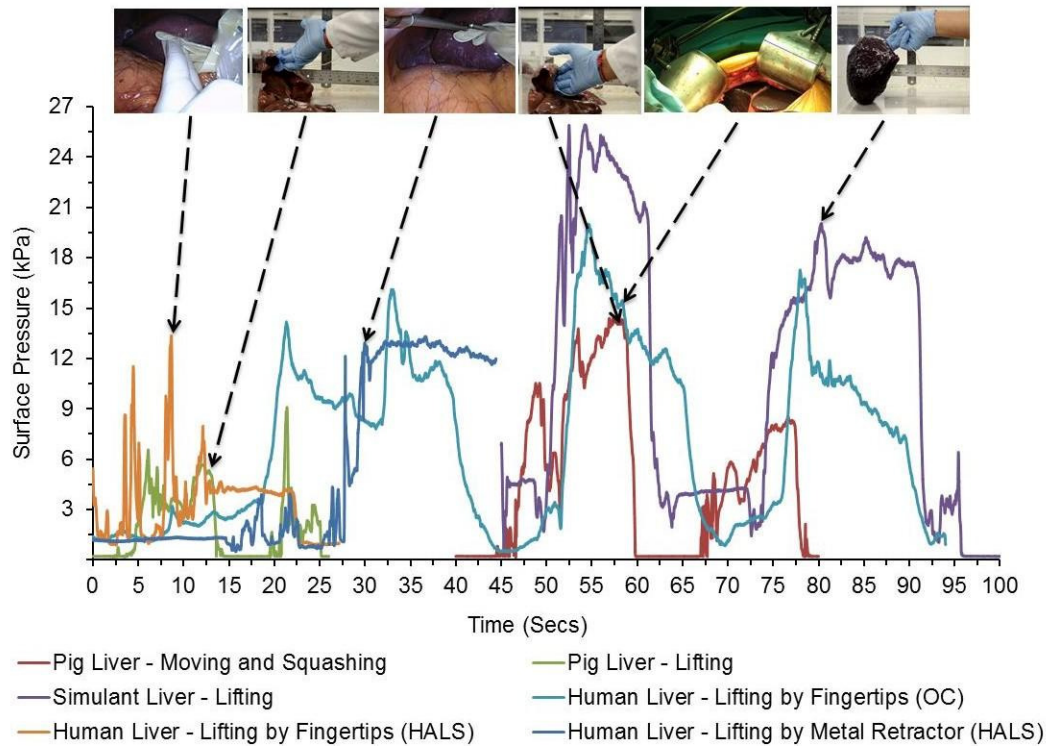 27
24
21
18
15
12
9
6
3
Surface Pressure (kPa)
0 5 10 15 20 25 30 35 40 45 50 55 60 65 70 75 80 85 90 95 100
Time (Secs)
Pig Liver - Moving and Squashing
Pig Liver - Lifting
Simulant Liver - Lifting
Human Liver - Lifting by Fingertips (OC)
Human Liver - Lifting by Fingertips (HALS)
Human Liver - Lifting by Metal Retractor (HALS)